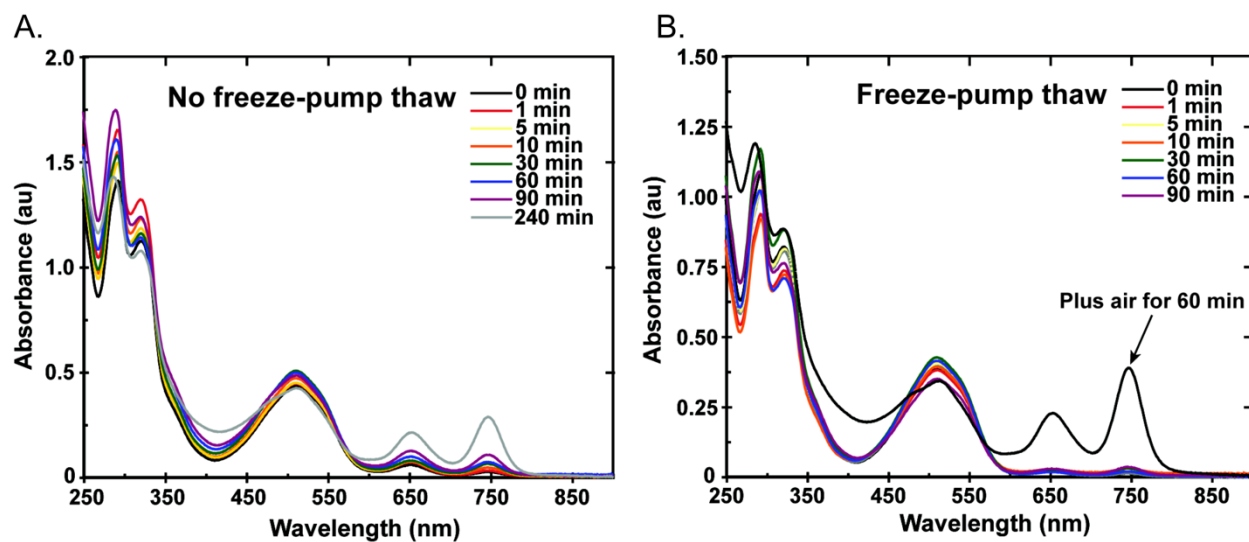 A.
No freeze-pump thaw
0 min
1 min
5 min
10 min
30 min
60 min
90 min
240 min
2.0
1.5
1.0
0.5
0
Absorbance (au)
250 350 450 550 650 750 850
Wavelength (nm)
B.
Freeze-pump thaw
0 min
1 min
5 min
10 min
30 min
60 min
90 min
Plus air for 60 min
1.50
1.25
1.00
0.75
0.50
0.25
0
Absorbance (au)
250 350 450 550 650 750 850
Wavelength (nm)